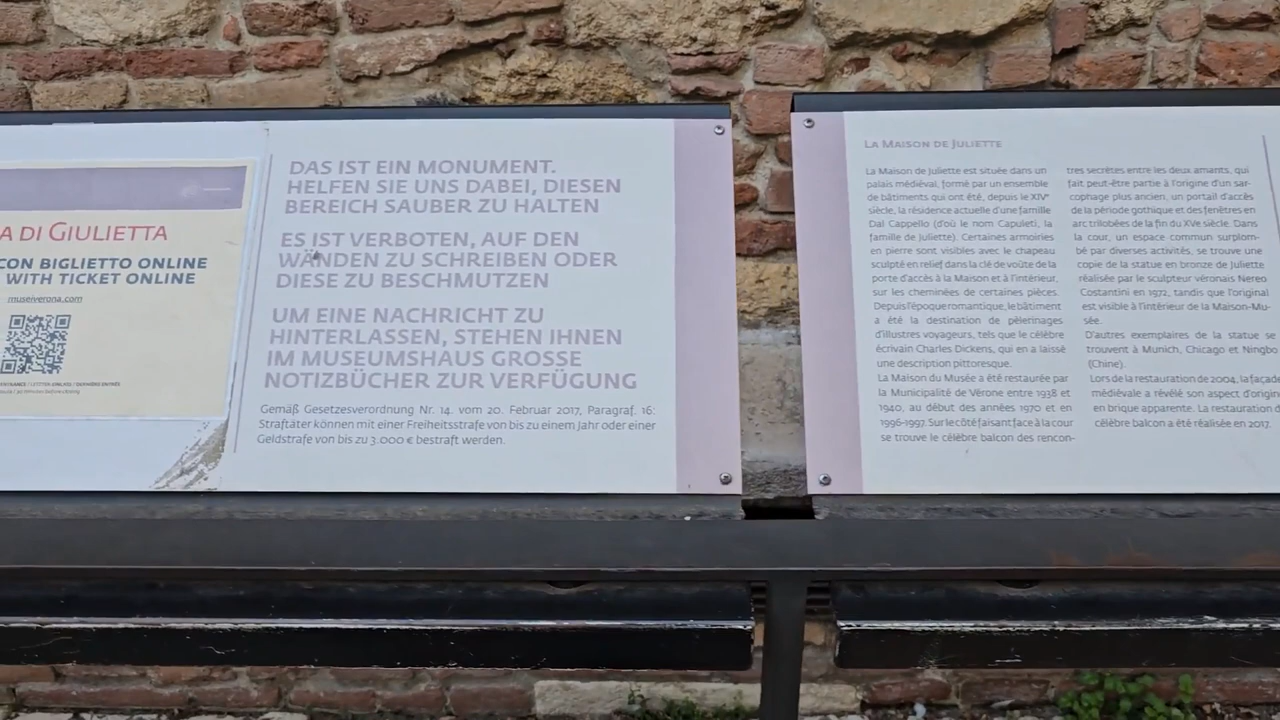 A DI GIULIETTA
CON BIGLIETTO ONLINE
WITH TICKET ONLINE
museiverona.com
DAS IST EIN MONUMENT.
HELFEN SIE UNS DABEI, DIESEN
BEREICH SAUBER ZU HALTEN
ES IST VERBOTEN, AUF DEN
WÄNDEN ZU SCHREIBEN ODER
DIESE ZU BESCHMUTZEN
UM EINE NACHRICHT ZU
HINTERLASSEN, STEHEN IHNEN
IM MUSEUMSHAUS GROSSE
NOTIZBÜCHER ZUR VERFÜGUNG
Gemäß Gesetzesverordnung Nr. 14. vom 20. Februar 2017, Paragraf. 16:
Straftäter können mit einer Freiheitsstrafe von bis zu einem Jahr oder einer
Geldstrafe von bis zu 3.000 € bestraft werden.
LA MAISON DE JULIETTE
La Maison de Juliette est située dans un
palais médiéval, formé par un ensemble
de bâtiments qui ont été, depuis le XIVe
siècle, la résidence actuelle d'une famille
Dal Cappello (d'où le nom Capulet), la
famille de Juliette). Certaines armoiries
en pierre sont visibles avec le chapeau
sculpté en relief dans la clé de voûte de la
porte d'accès à la Maison et à l'intérieur,
sur les cheminées de certaines pièces.
Depuis l'époque romantique, le bâtiment
a été la destination de pèlerinages
d'illustres voyageurs, tels que le célèbre
écrivain Charles Dickens, qui en a laissé
une description pittoresque.
La Maison du Musée a été restaurée par
la Municipalité de Vérone entre 1938 et
1940, au début des années 1970 et en
1996-1997. Sur le côté faisant face à la cour
se trouve le célèbre balcon des rencon-
tres secrètes entre les deux amants, qui
fait peut-être partie à l'origine d'un sar-
cophage plus ancien, un portail d'accès
de la période gothique et des fenêtres en
arc trilobées de la fin du XVe siècle. Dans
la cour, un espace commun surplom-
bé par diverses activités, se trouve une
copie de la statue en bronze de Juliette
réalisée par le sculpteur véronais Nereo
Costantini en 1972, tandis que l'original
est visible à l'intérieur de la Maison-Mu-
sée.
D'autres exemplaires de la statue se
trouvent à Munich, Chicago et Ningbo
(Chine).
Lors de la restauration de 2004, la façade
médiévale a révélé son aspect d'origin
en brique apparente. La restauration d
célèbre balcon a été réalisée en 2017.